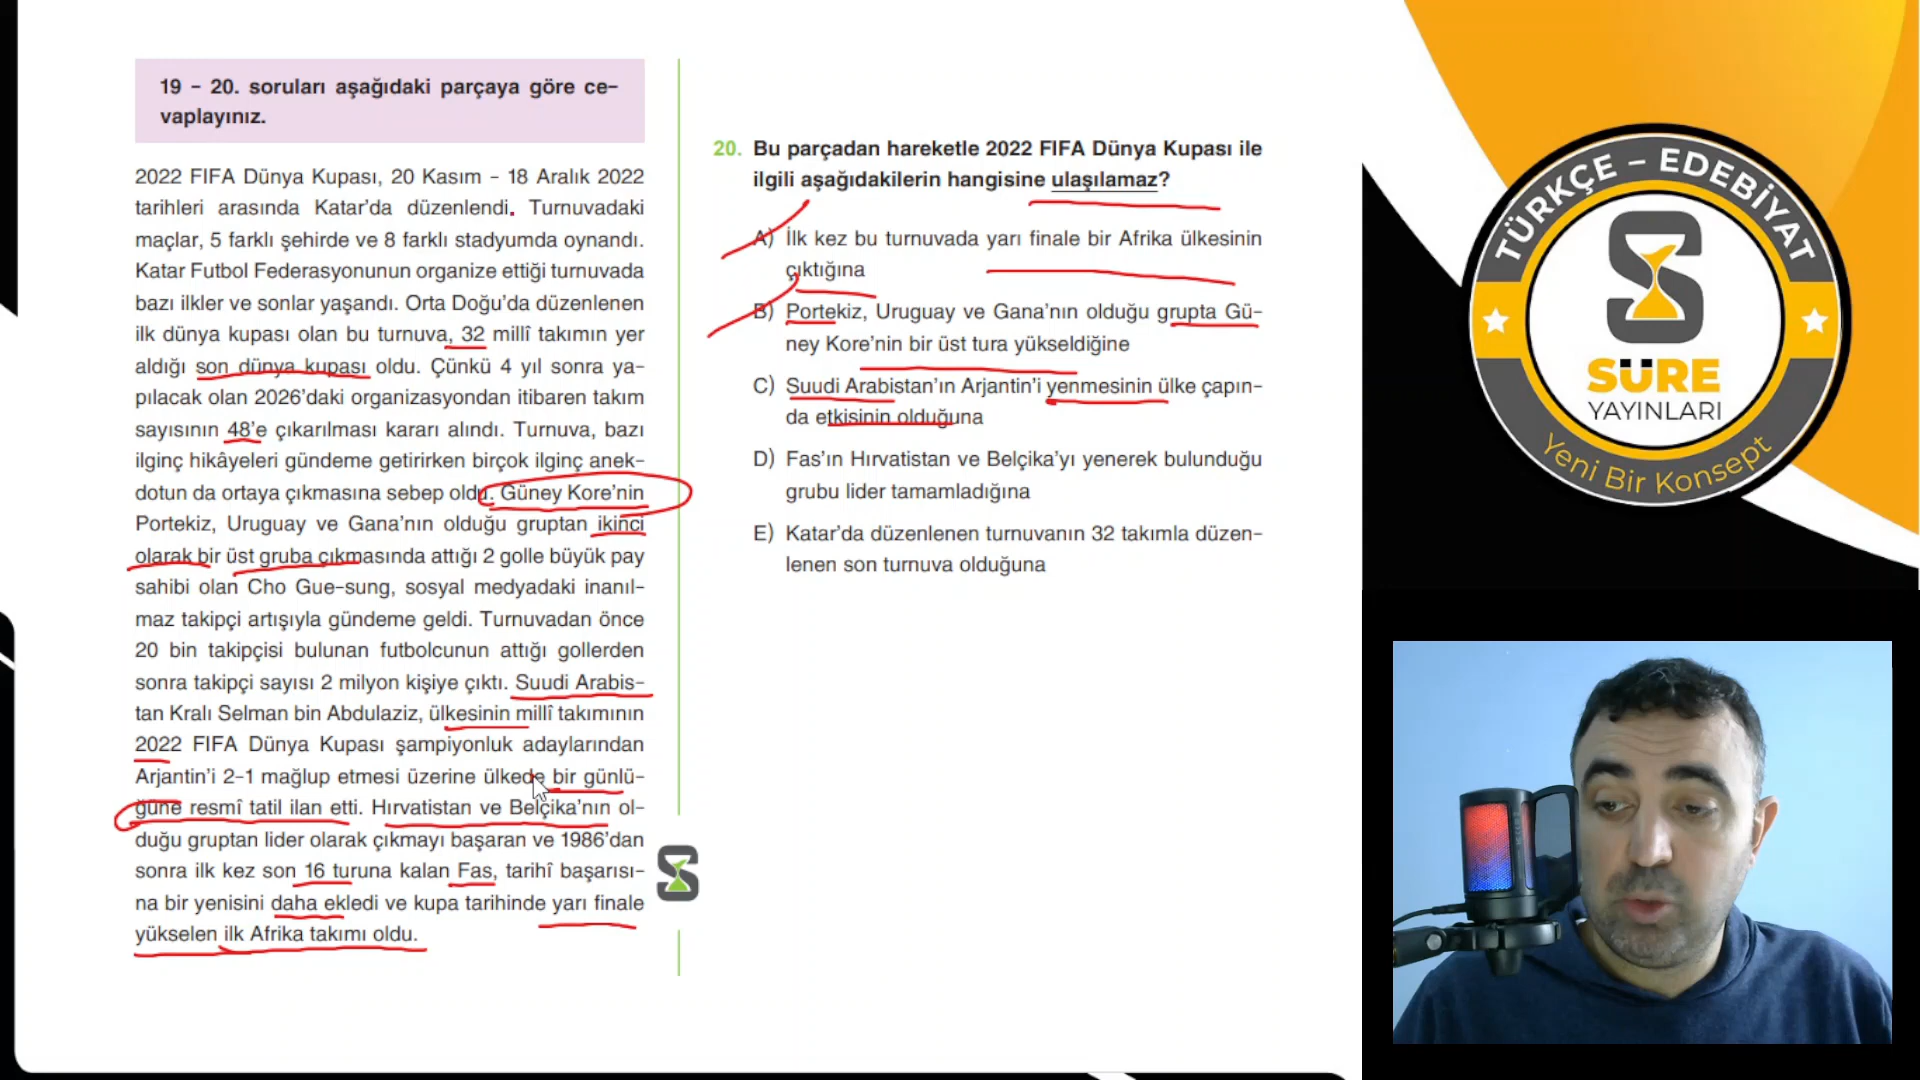 19 – 20. soruları aşağıdaki parçaya göre ce-
vaplayınız.
2022 FIFA Dünya Kupası, 20 Kasım – 18 Aralık 2022
tarihleri arasında Katar’da düzenlendi. Turnuvadaki
maçlar, 5 farklı şehirde ve 8 farklı stadyumda oynandı.
Katar Futbol Federasyonunun organize ettiği turnuvada
bazı ilkler ve sonlar yaşandı. Orta Doğu’da düzenlenen
ilk dünya kupası olan bu turnuva, 32 millî takımın yer
aldığı son dünya kupası oldu. Çünkü 4 yıl sonra ya-
pılacak olan 2026’daki organizasyondan itibaren takım
sayısının 48’e çıkarılması kararı alındı. Turnuva, bazı
ilginç hikâyeleri gündeme getirirken birçok ilginç anek-
dotun da ortaya çıkmasına sebep oldu. Güney Kore’nin
Portekiz, Uruguay ve Gana’nın olduğu gruptan ikinci
olarak bir üst gruba çıkmasında attığı 2 golle büyük pay
sahibi olan Cho Gue-sung, sosyal medyadaki inanıl-
maz takipçi artışıyla gündeme geldi. Turnuvadan önce
20 bin takipçisi bulunan futbolcunun attığı gollerden
sonra takipçi sayısı 2 milyon kişiye çıktı. Suudi Arabis-
tan Kralı Selman bin Abdulaziz, ülkesinin millî takımının
2022 FIFA Dünya Kupası şampiyonluk adaylarından
Arjantin’i 2–1 mağlup etmesi üzerine ülkede bir günlü-
ğüne resmî tatil ilan etti. Hırvatistan ve Belçika’nın ol-
duğu gruptan lider olarak çıkmayı başaran ve 1986’dan
sonra ilk kez son 16 turuna kalan Fas, tarihî başarısı-
na bir yenisini daha ekledi ve kupa tarihinde yarı finale
yükselen ilk Afrika takımı oldu.
20. Bu parçadan hareketle 2022 FIFA Dünya Kupası ile
ilgili aşağıdakilerin hangisine ulaşılamaz?
A) İlk kez bu turnuvada yarı finale bir Afrika ülkesinin
çıktığına
B) Portekiz, Uruguay ve Gana’nın olduğu grupta Gü-
ney Kore’nin bir üst tura yükseldiğine
C) Suudi Arabistan’ın Arjantin’i yenmesinin ülke çapın-
da etkisinin olduğuna
D) Fas’ın Hırvatistan ve Belçika’yı yenerek bulunduğu
grubu lider tamamladığına
E) Katar’da düzenlenen turnuvanın 32 takımla düzen-
lenen son turnuva olduğuna
TÜRKÇE – EDEBİYAT
SÜRE
YAYINLARI
Yeni Bir Konsept